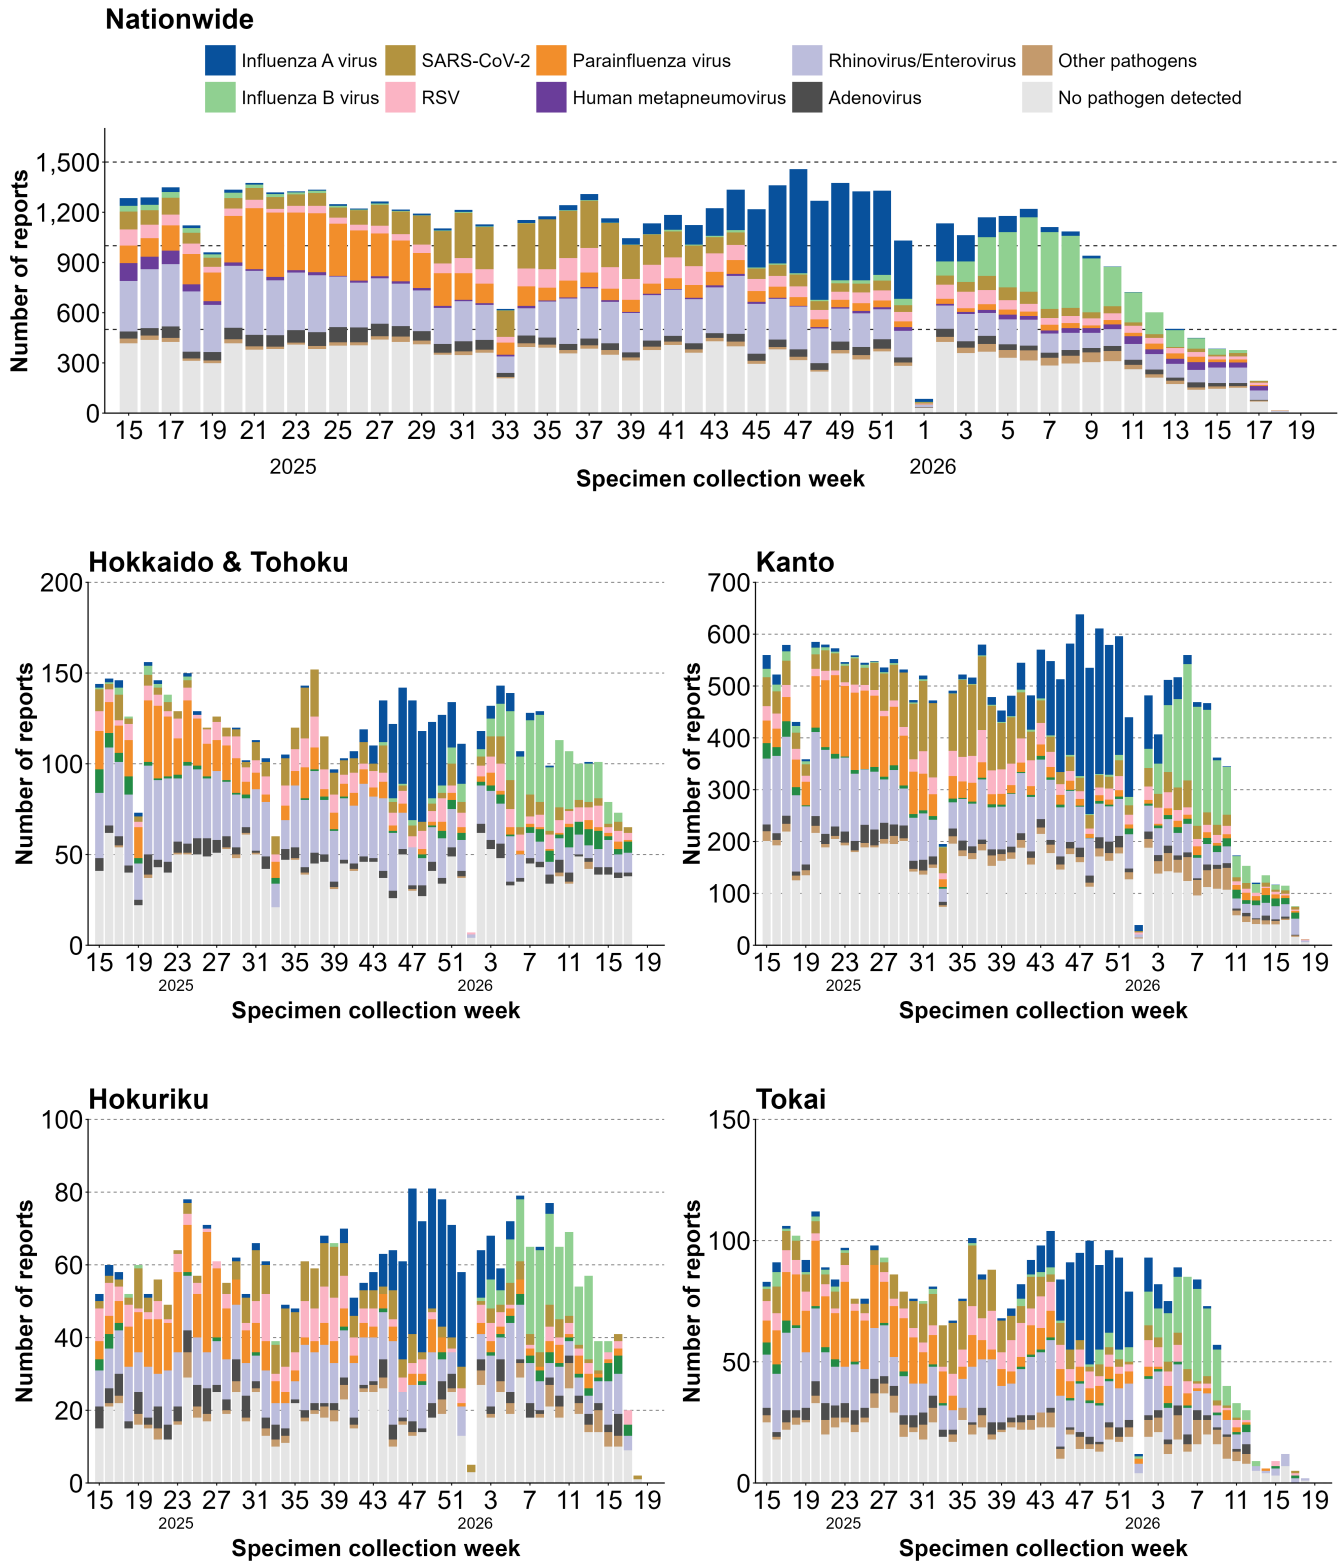 Nationwide
Influenza A virus SARS-CoV-2 Parainfluenza virus Rhinovirus/Enterovirus Other pathogens
Influenza B virus RSV Human metapneumovirus Adenovirus No pathogen detected
Number of reports
1,500
1,200
900
600
300
0
15 17 19 21 23 25 27 29 31 33 35 37 39 41 43 45 47 49 51 1 3 5 7 9 11 13 15 17 19
2025 2026
Specimen collection week
Hokkaido & Tohoku
Number of reports
200
150
100
50
0
15 19 23 27 31 35 39 43 47 51 3 7 11 15 19
2025 2026
Specimen collection week
Kanto
Number of reports
700
600
500
400
300
200
100
0
15 19 23 27 31 35 39 43 47 51 3 7 11 15 19
2025 2026
Specimen collection week
Hokuriku
Number of reports
100
80
60
40
20
0
15 19 23 27 31 35 39 43 47 51 3 7 11 15 19
2025 2026
Specimen collection week
Tokai
Number of reports
150
100
50
0
15 19 23 27 31 35 39 43 47 51 3 7 11 15 19
2025 2026
Specimen collection week